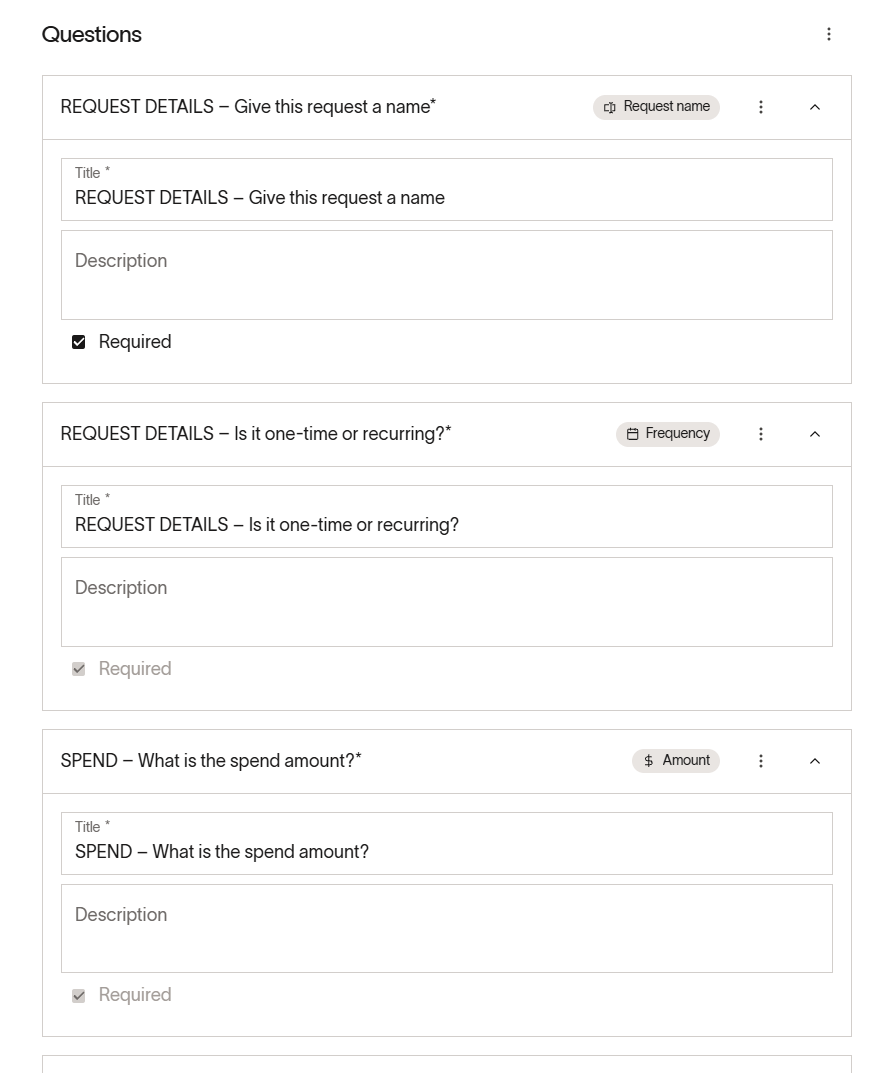 Questions
REQUEST DETAILS – Give this request a name*
Request name
Title *
REQUEST DETAILS – Give this request a name
Description
Required
REQUEST DETAILS – Is it one-time or recurring?*
Frequency
Title *
REQUEST DETAILS – Is it one-time or recurring?
Description
Required
SPEND – What is the spend amount?*
$ Amount
Title *
SPEND – What is the spend amount?
Description
Required